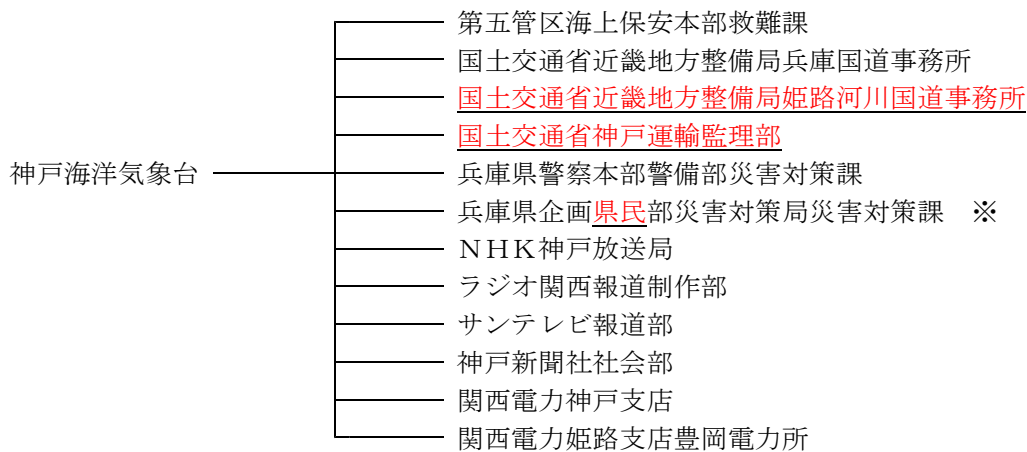 第五管区海上保安本部救難課
国土交通省近畿地方整備局兵庫国道事務所
国土交通省近畿地方整備局姫路河川国道事務所
国土交通省神戸運輸監理部
神戸海洋気象台
兵庫県警察本部警備部災害対策課
兵庫県企画県民部災害対策局災害対策課　※
ＮＨＫ神戸放送局
ラジオ関西報道制作部
サンテレビ報道部
神戸新聞社社会部
関西電力神戸支店
関西電力姫路支店豊岡電力所